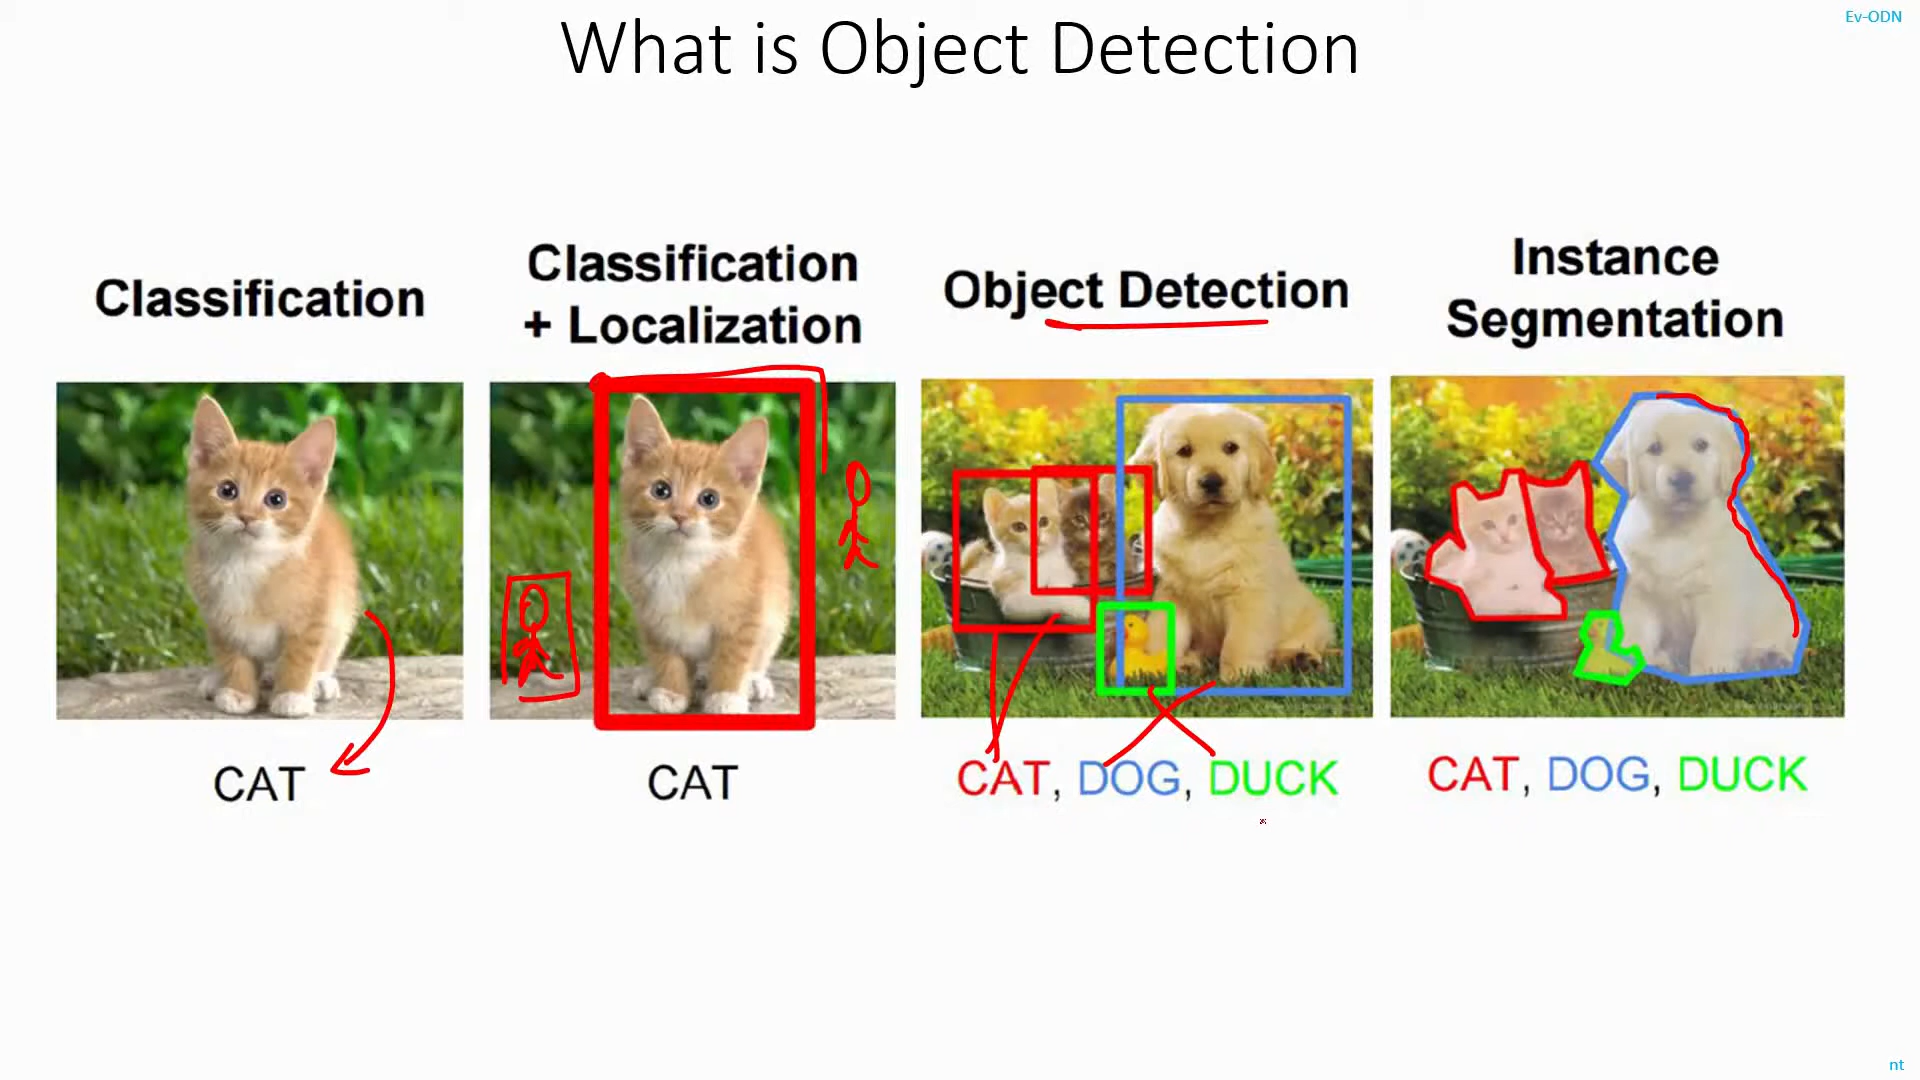 What is Object Detection
Ev-ODN
Classification
Classification
+ Localization
Object Detection
Instance
Segmentation
CAT
CAT
CAT, DOG, DUCK
CAT, DOG, DUCK
nt